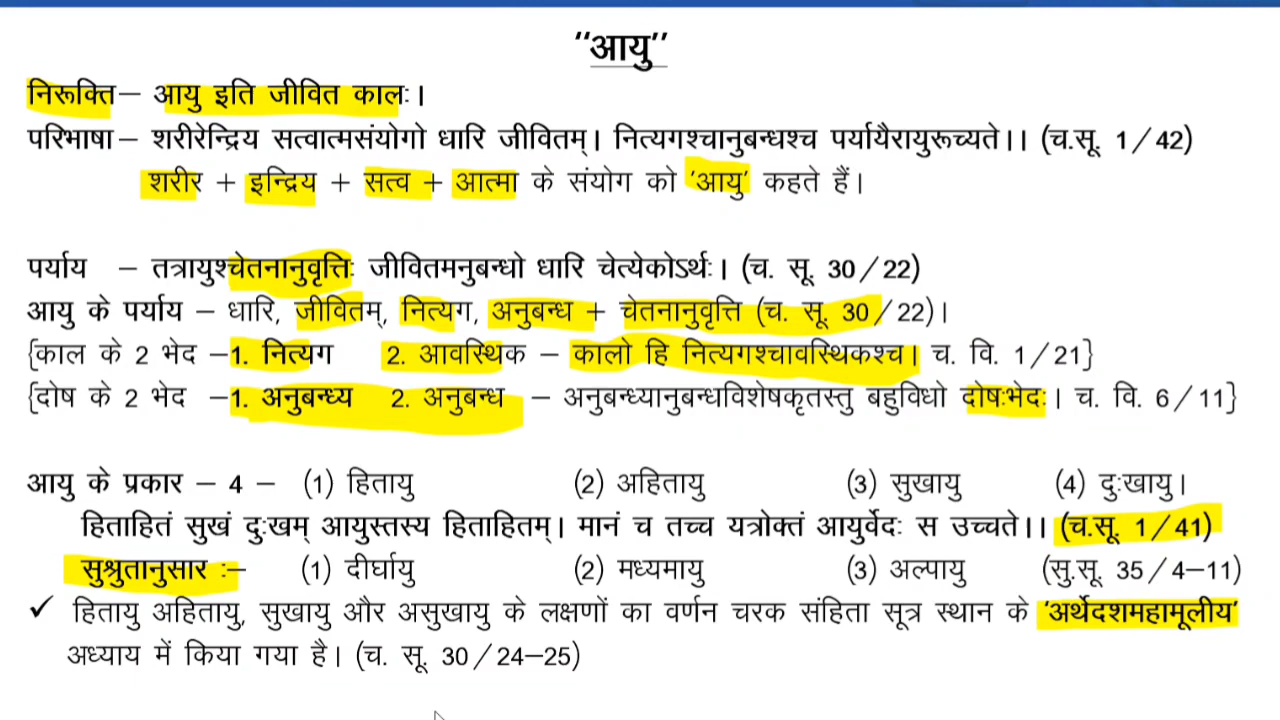 "आयु"
निरूक्ति– आयु इति जीवित कालः।
परिभाषा– शरीरेन्द्रिय सत्वात्मसंयोगो धारि जीवितम्। नित्यगश्चानुबन्धश्च पर्यायैरायुरूच्यते।। (च.सू. 1/42)
शरीर + इन्द्रिय + सत्व + आत्मा के संयोग को 'आयु' कहते हैं।
पर्याय – तत्रायुश्चेतनानुवृत्तिः जीवितमनुबन्धो धारि चेत्येकोऽर्थः। (च. सू. 30/22)
आयु के पर्याय – धारि, जीवितम्, नित्यग, अनुबन्ध + चेतनानुवृत्ति (च. सू. 30/22)।
{काल के 2 भेद –1. नित्यग 2. आवस्थिक – कालो हि नित्यगश्चावस्थिकश्च। च. वि. 1/21}
{दोष के 2 भेद –1. अनुबन्ध्य 2. अनुबन्ध – अनुबन्ध्यानुबन्धविशेषकृतस्तु बहुविधो दोषःभेदः। च. वि. 6/11}
आयु के प्रकार – 4 – (1) हितायु (2) अहितायु (3) सुखायु (4) दुःखायु।
हिताहितं सुखं दुःखम् आयुस्तस्य हिताहितम्। मानं च तच्च यत्रोक्तं आयुर्वेदः स उच्चते।। (च.सू. 1/41)
सुश्रुतानुसार :– (1) दीर्घायु (2) मध्यमायु (3) अल्पायु (सु.सू. 35/4–11)
✓ हितायु अहितायु, सुखायु और असुखायु के लक्षणों का वर्णन चरक संहिता सूत्र स्थान के 'अर्थेदशमहामूलीय'
अध्याय में किया गया है। (च. सू. 30/24–25)